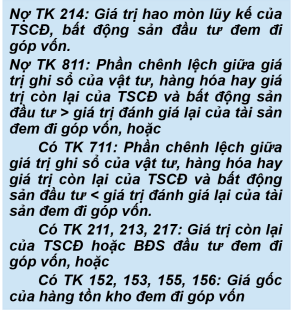 Nợ TK 214: Giá trị hao mòn lũy kế của
TSCĐ, bất động sản đầu tư đem đi
góp vốn.
Nợ TK 811: Phần chênh lệch giữa giá
trị ghi sổ của vật tư, hàng hóa hay giá
trị còn lại của TSCĐ và bất động sản
đầu tư > giá trị đánh giá lại của tài sản
đem đi góp vốn, hoặc
Có TK 711: Phần chênh lệch giữa
giá trị ghi sổ của vật tư, hàng hóa hay
giá trị còn lại của TSCĐ và bất động
sản đầu tư < giá trị đánh giá lại của tài
sản đem đi góp vốn.
Có TK 211, 213, 217: Giá trị còn lại
của TSCĐ hoặc BĐS đầu tư đem đi
góp vốn, hoặc
Có TK 152, 153, 155, 156: Giá gốc
của hàng tồn kho đem đi góp vốn